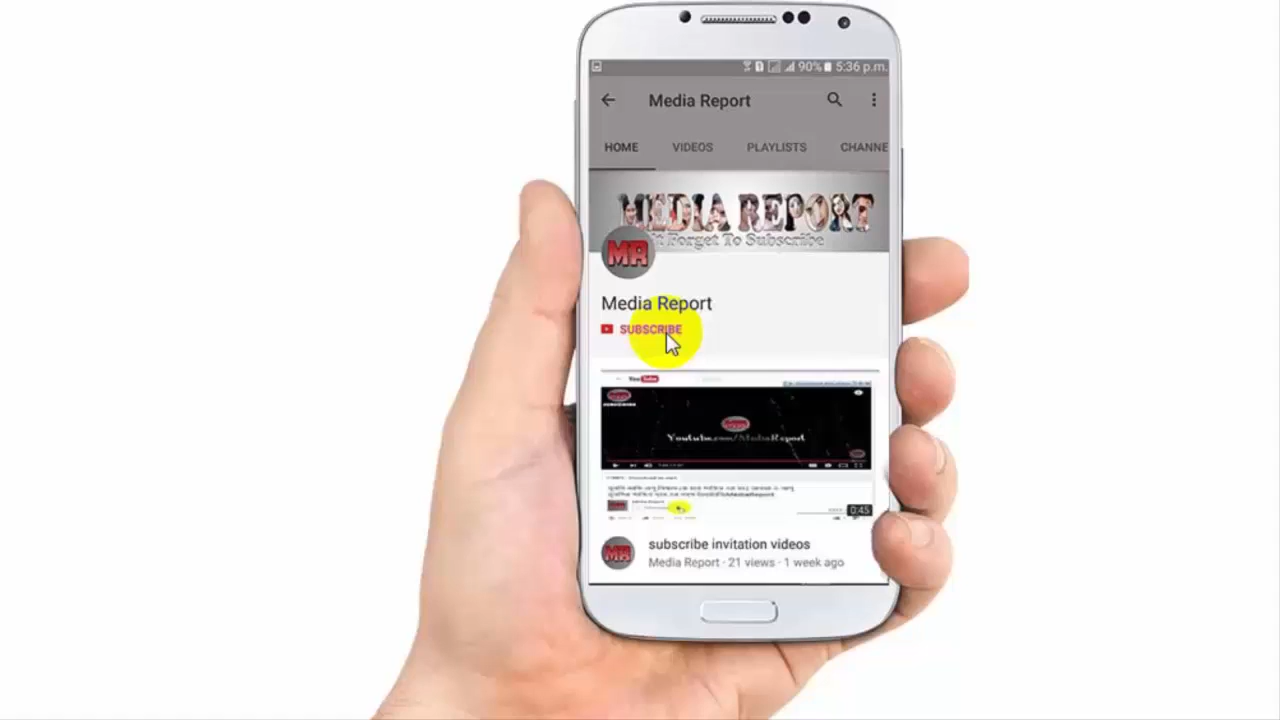 90% 5:36 p.m.
Media Report
HOME VIDEOS PLAYLISTS CHANNE
MEDIA REPORT
't Forget To Subscribe
MR
Media Report
SUBSCRIBE
YouTube
Youtube.com/MediaReport
0:45
MR
subscribe invitation videos
Media Report · 21 views · 1 week ago